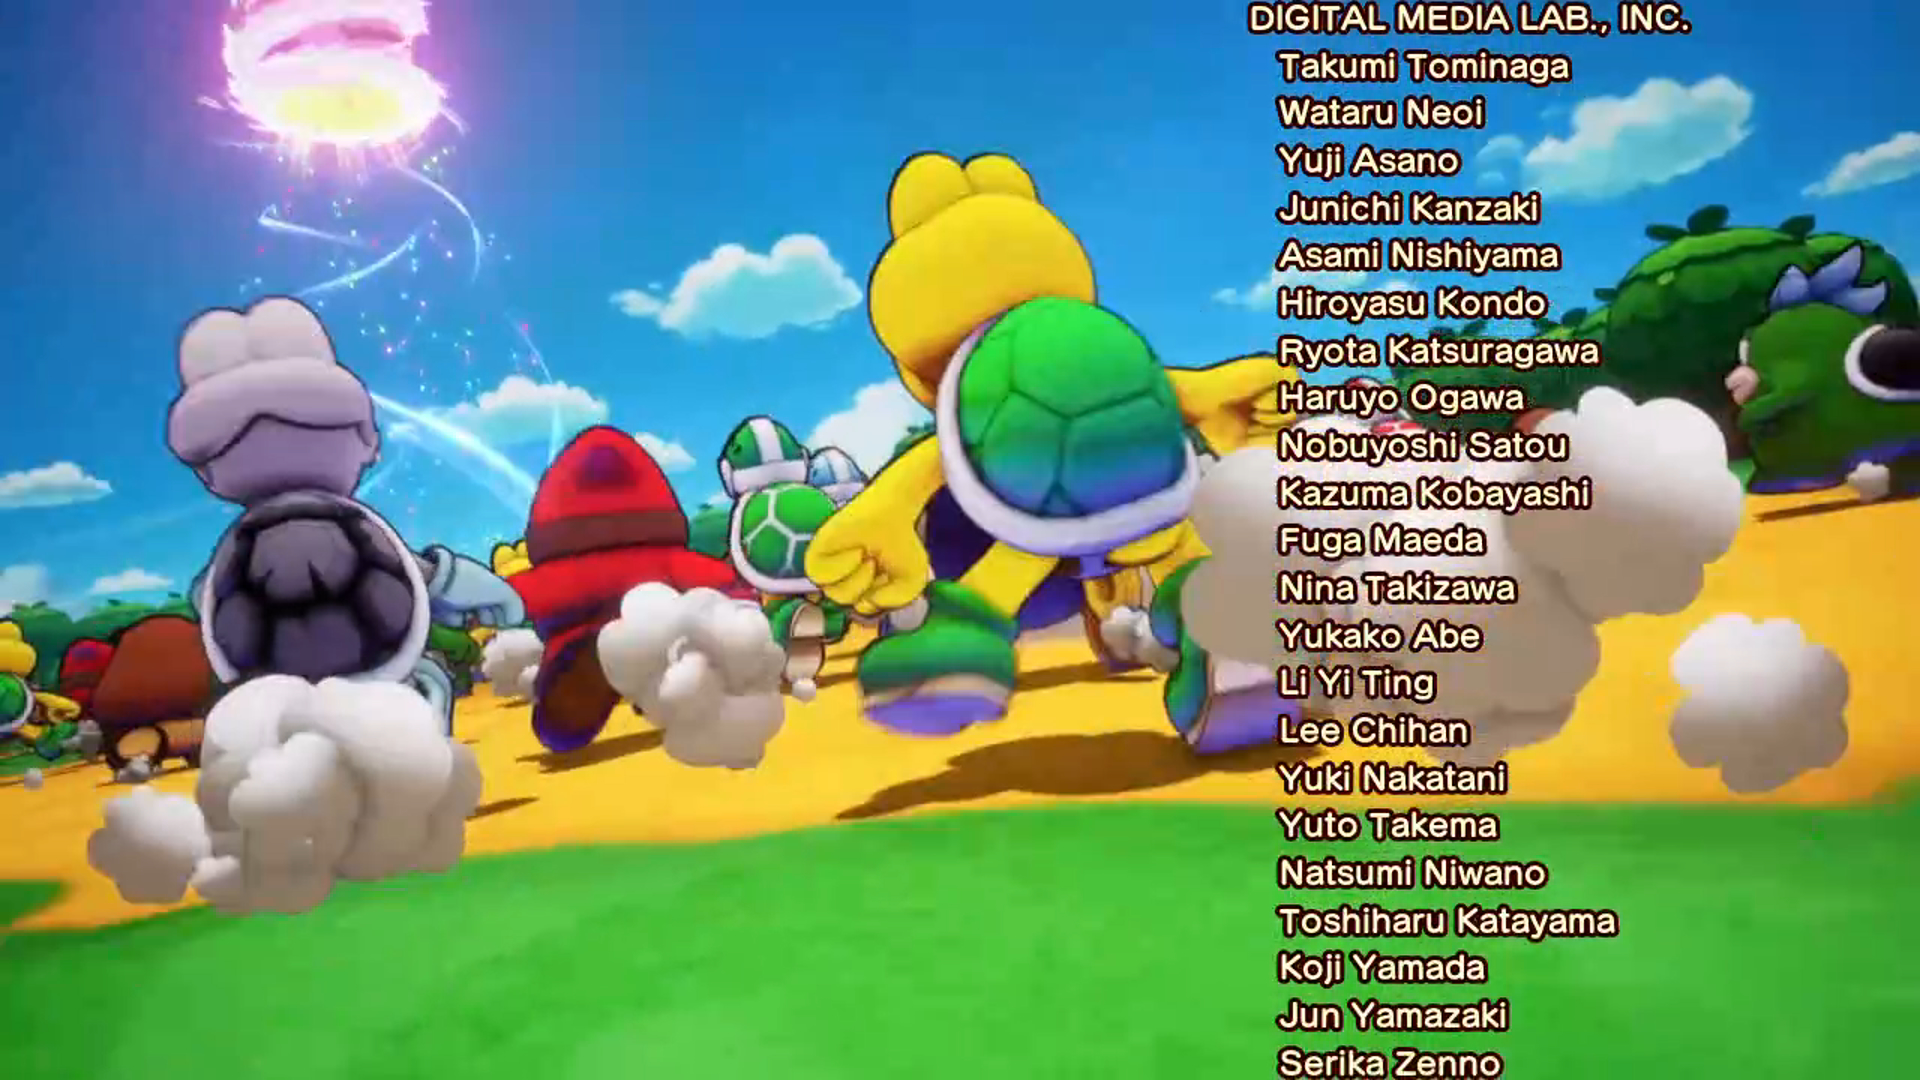 DIGITAL MEDIA LAB., INC.
Takumi Tominaga
Wataru Neoi
Yuji Asano
Junichi Kanzaki
Asami Nishiyama
Hiroyasu Kondo
Ryota Katsuragawa
Haruyo Ogawa
Nobuyoshi Satou
Kazuma Kobayashi
Fuga Maeda
Nina Takizawa
Yukako Abe
Li Yi Ting
Lee Chihan
Yuki Nakatani
Yuto Takema
Natsumi Niwano
Toshiharu Katayama
Koji Yamada
Jun Yamazaki
Serika Zenno